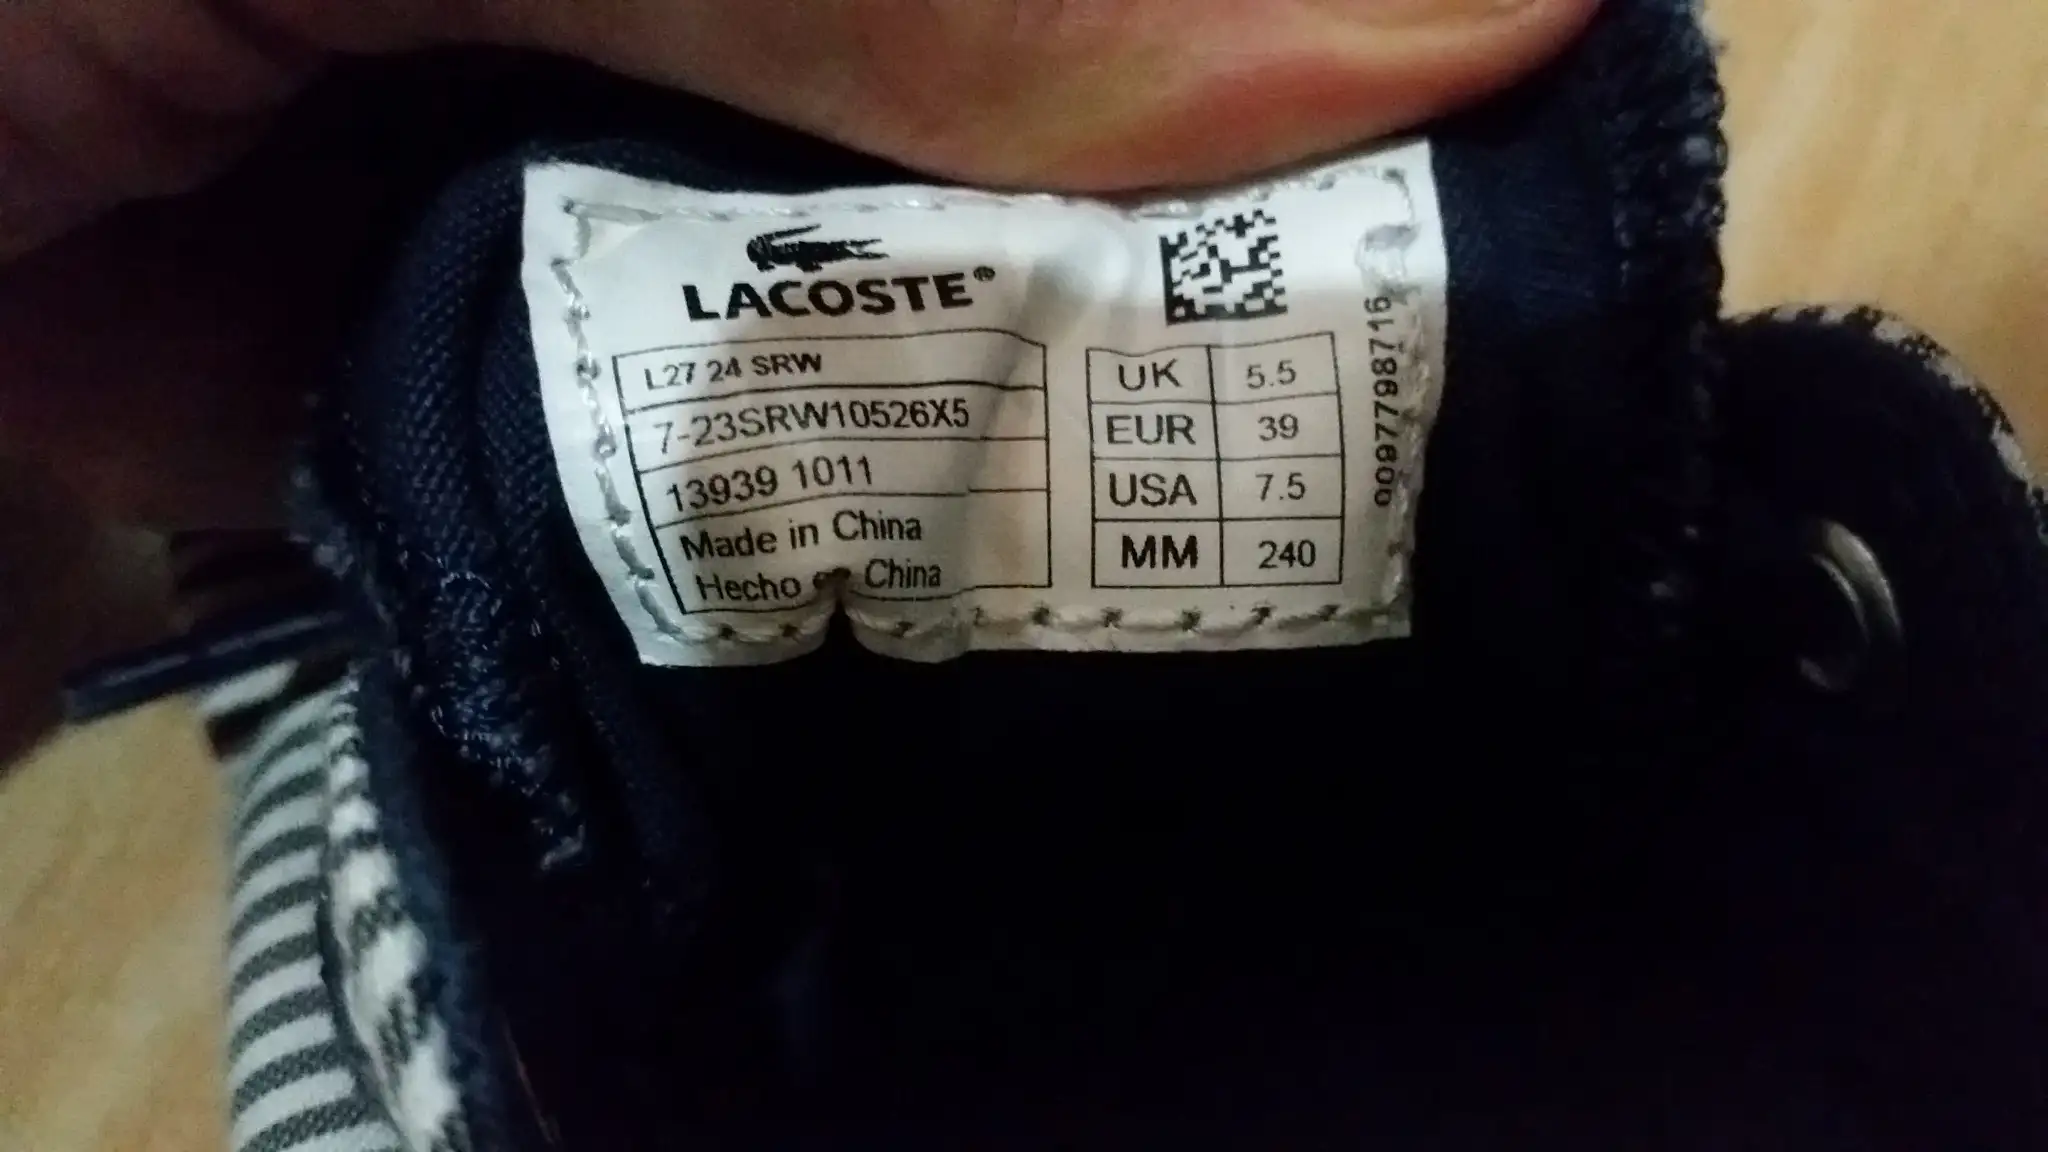 LACOSTE®
L27 24 SRW
7-23SRW10526X5
13939 1011
Made in China
Hecho China
UK 5.5
EUR 39
USA 7.5
MM 240
0097798716